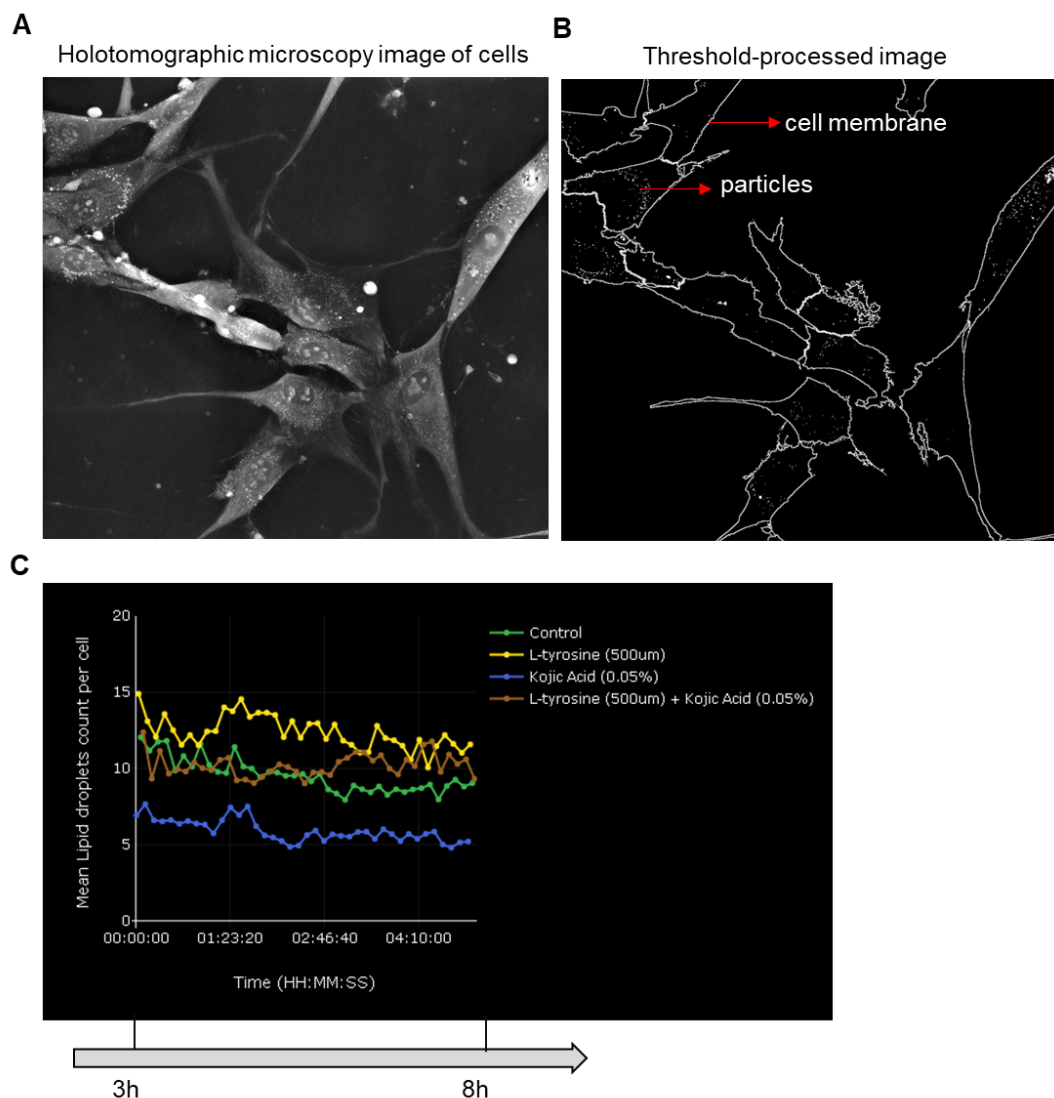 A
Holotomographic microscopy image of cells
B
Threshold-processed image
cell membrane
particles
C
Mean Lipid droplets count per cell
20
15
10
5
0
00:00:00 01:23:20 02:46:40 04:10:00
Time (HH:MM:SS)
Control
L-tyrosine (500um)
Kojic Acid (0.05%)
L-tyrosine (500um) + Kojic Acid (0.05%)
3h 8h